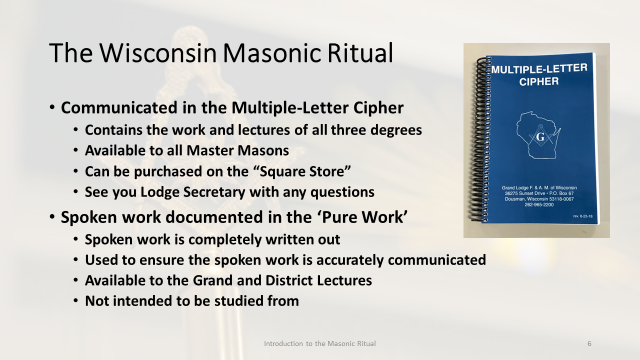 The Wisconsin Masonic Ritual
• Communicated in the Multiple-Letter Cipher
• Contains the work and lectures of all three degrees
• Available to all Master Masons
• Can be purchased on the “Square Store”
• See you Lodge Secretary with any questions
• Spoken work documented in the ‘Pure Work’
• Spoken work is completely written out
• Used to ensure the spoken work is accurately communicated
• Available to the Grand and District Lectures
• Not intended to be studied from
MULTIPLE-LETTER
CIPHER
G
Grand Lodge F. & A. M. of Wisconsin
36275 Sunset Drive - P.O. Box 67
Dousman, Wisconsin 53118-0067
262-965-2200
Introduction to the Masonic Ritual
6